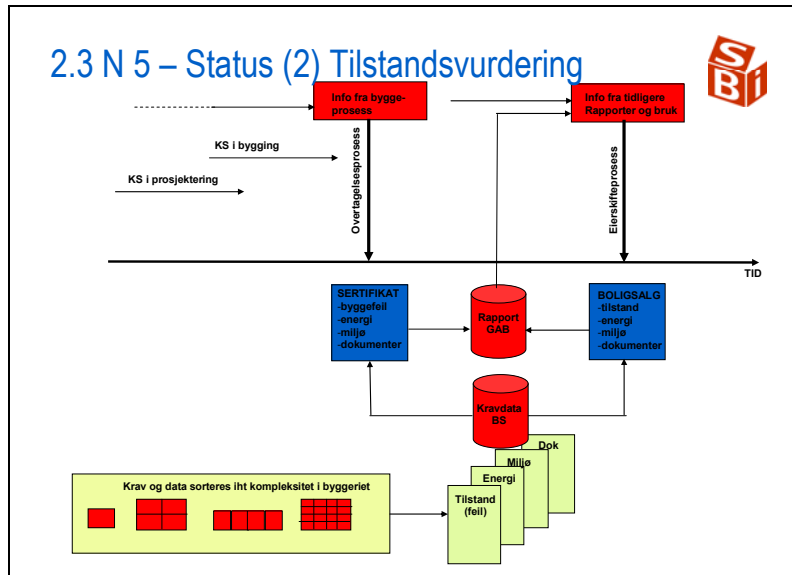 2.3 N 5 – Status (2) Tilstandsvurdering
S
B i
Info fra bygge-
prosess
Info fra tidligere
Rapporter og bruk
KS i bygging
KS i prosjektering
Overtagelsesprosess
Eierskifteprosess
TID
SERTIFIKAT
-byggefeil
-energi
-miljø
-dokumenter
Rapport
GAB
BOLIGSALG
-tilstand
-energi
-miljø
-dokumenter
Kravdata
BS
Dok
Miljø
Energi
Tilstand
(feil)
Krav og data sorteres iht kompleksitet i byggeriet